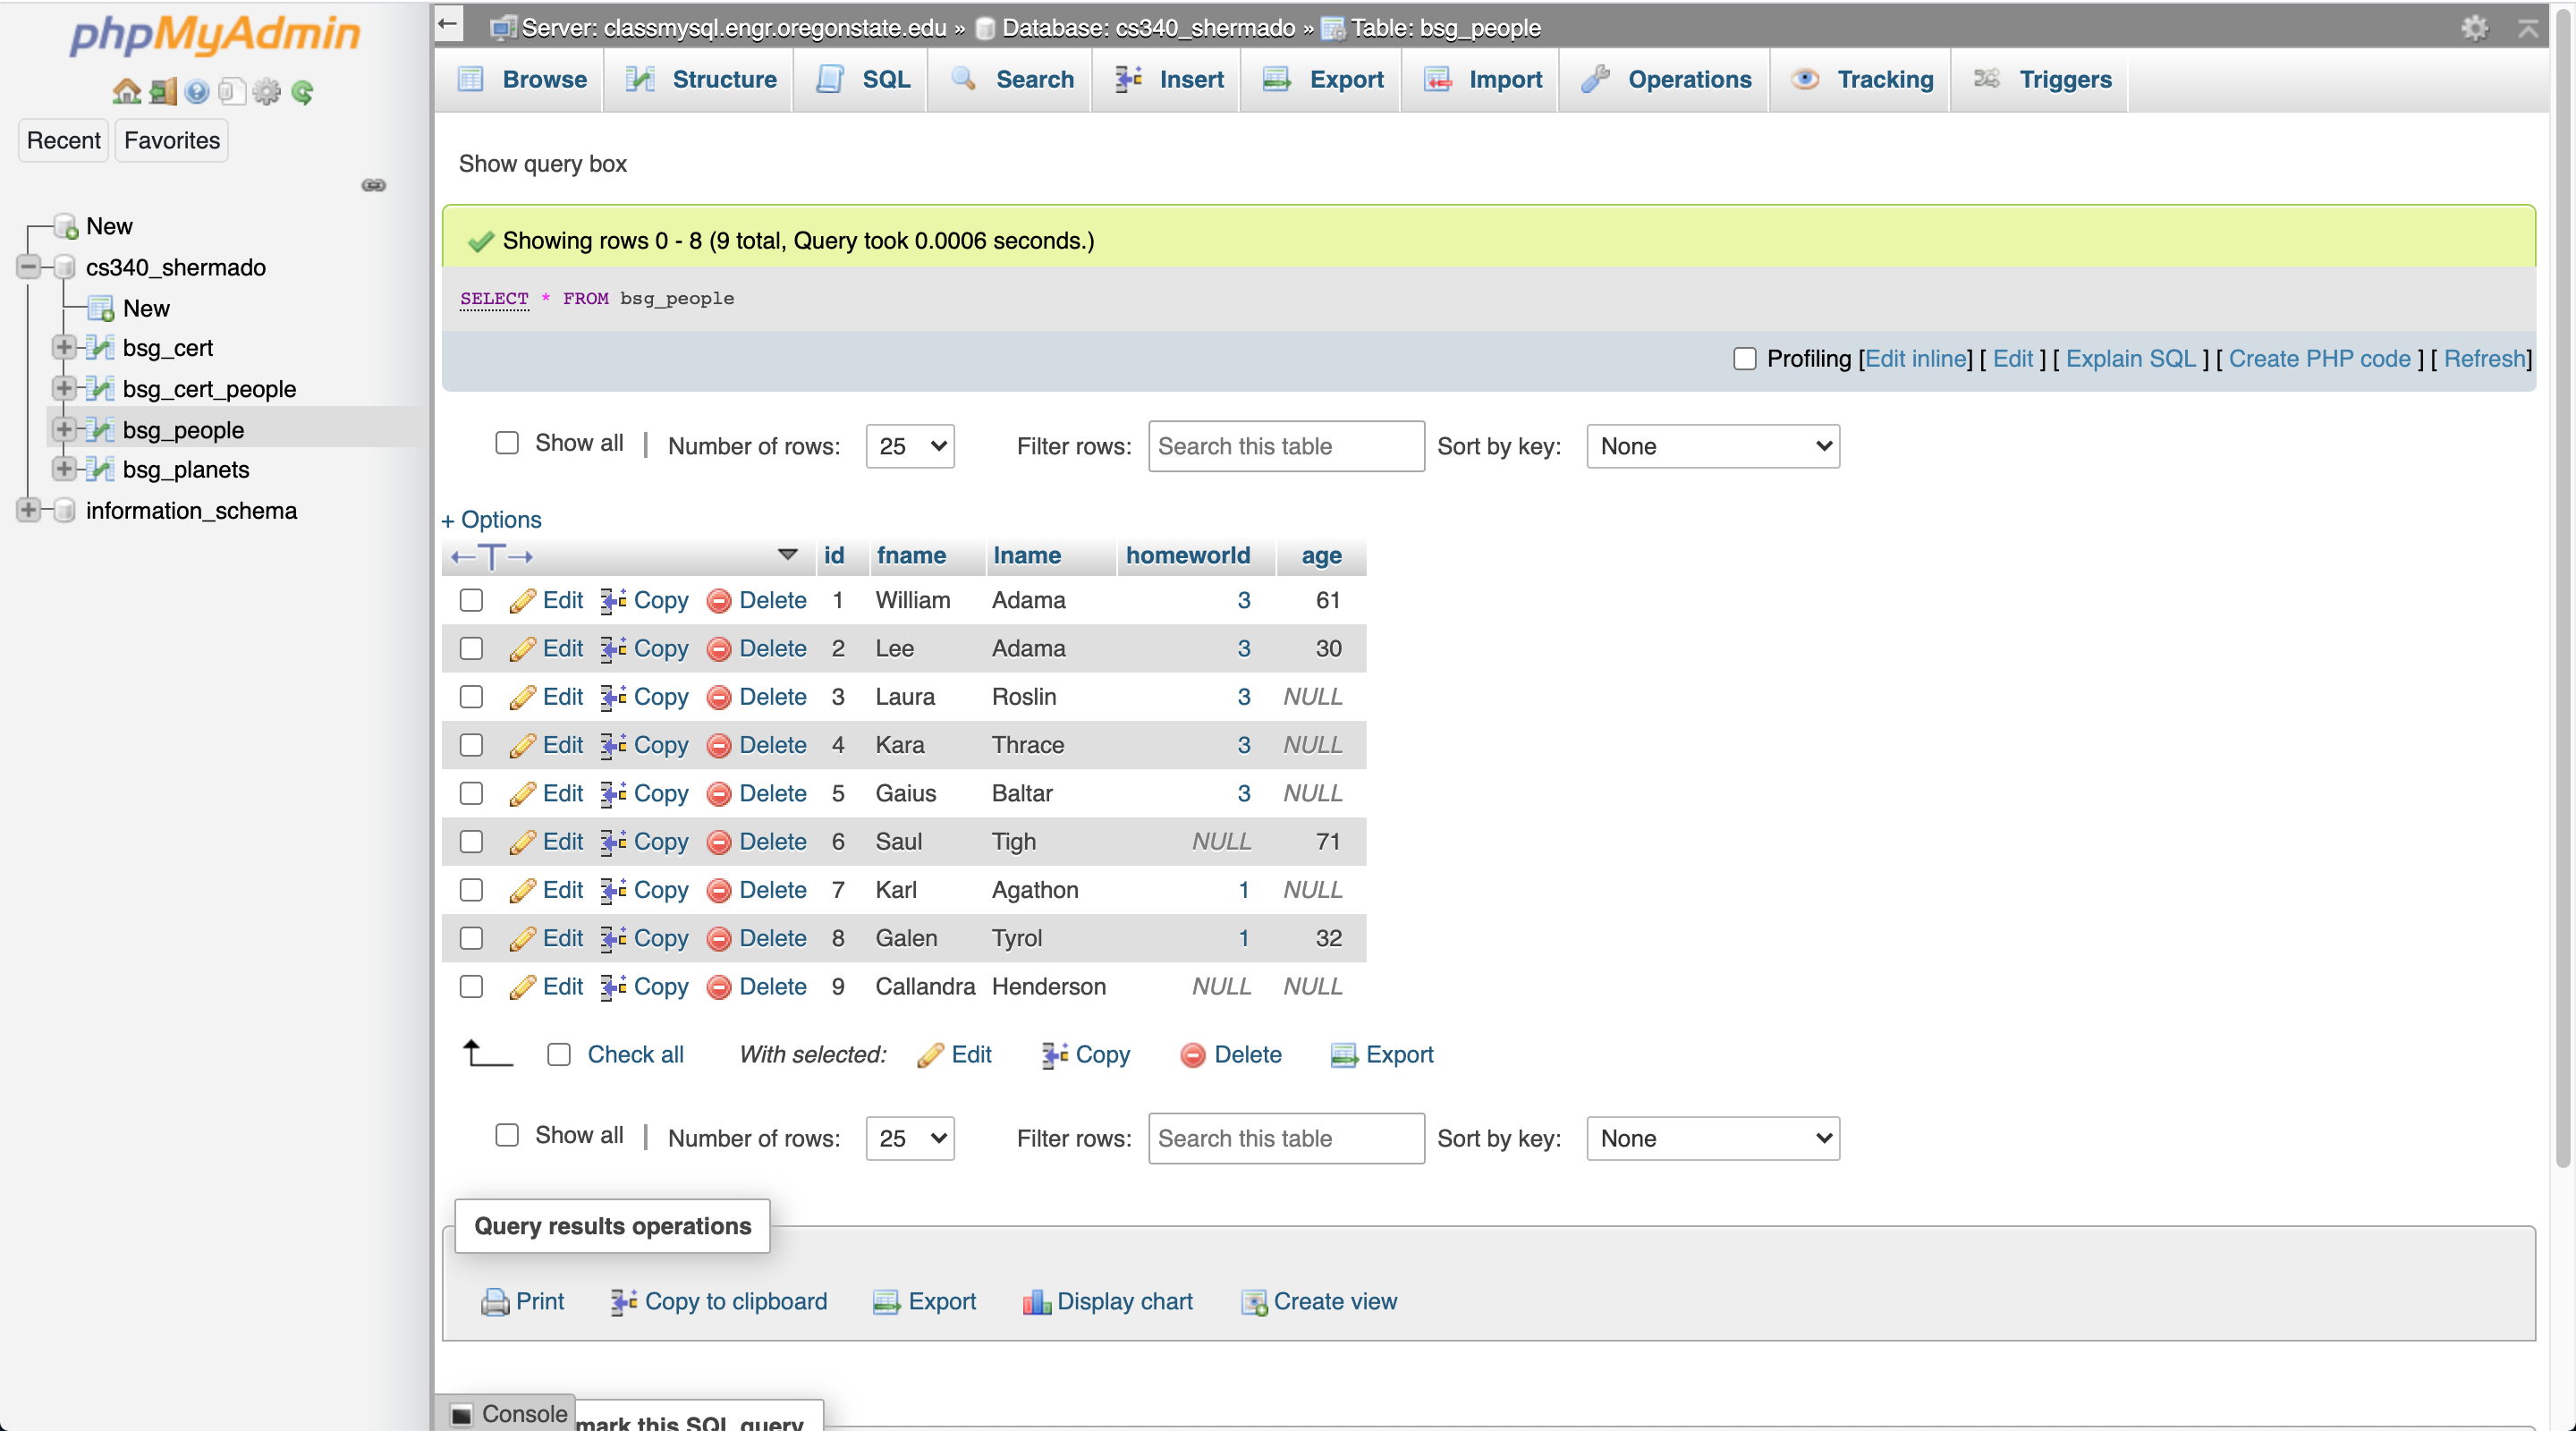 phpMyAdmin
Recent Favorites
New
cs340_shermado
New
bsg_cert
bsg_cert_people
bsg_people
bsg_planets
information_schema
Server: classmysql.engr.oregonstate.edu » Database: cs340_shermado » Table: bsg_people
Browse Structure SQL Search Insert Export Import Operations Tracking Triggers
Show query box
Showing rows 0 - 8 (9 total, Query took 0.0006 seconds.)
SELECT * FROM bsg_people
Profiling [Edit inline] [ Edit ] [ Explain SQL ] [ Create PHP code ] [ Refresh]
Show all | Number of rows: 25 Filter rows: Search this table Sort by key: None
+ Options
←T→ id fname lname homeworld age
Edit Copy Delete 1 William Adama 3 61
Edit Copy Delete 2 Lee Adama 3 30
Edit Copy Delete 3 Laura Roslin 3 NULL
Edit Copy Delete 4 Kara Thrace 3 NULL
Edit Copy Delete 5 Gaius Baltar 3 NULL
Edit Copy Delete 6 Saul Tigh NULL 71
Edit Copy Delete 7 Karl Agathon 1 NULL
Edit Copy Delete 8 Galen Tyrol 1 32
Edit Copy Delete 9 Callandra Henderson NULL NULL
Check all With selected: Edit Copy Delete Export
Show all | Number of rows: 25 Filter rows: Search this table Sort by key: None
Query results operations
Print Copy to clipboard Export Display chart Create view
Console mark this SQL query